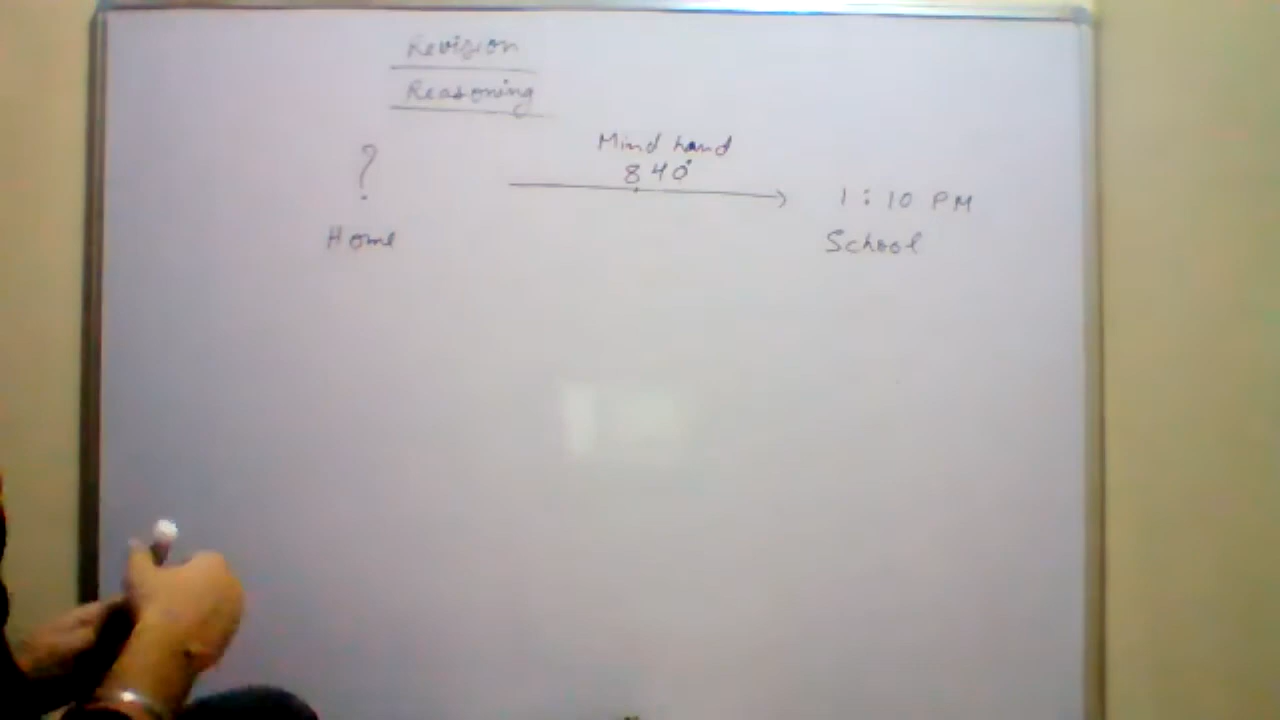 Revision
Reasoning
Mind hand
?
840°
1:10 PM
Home
School